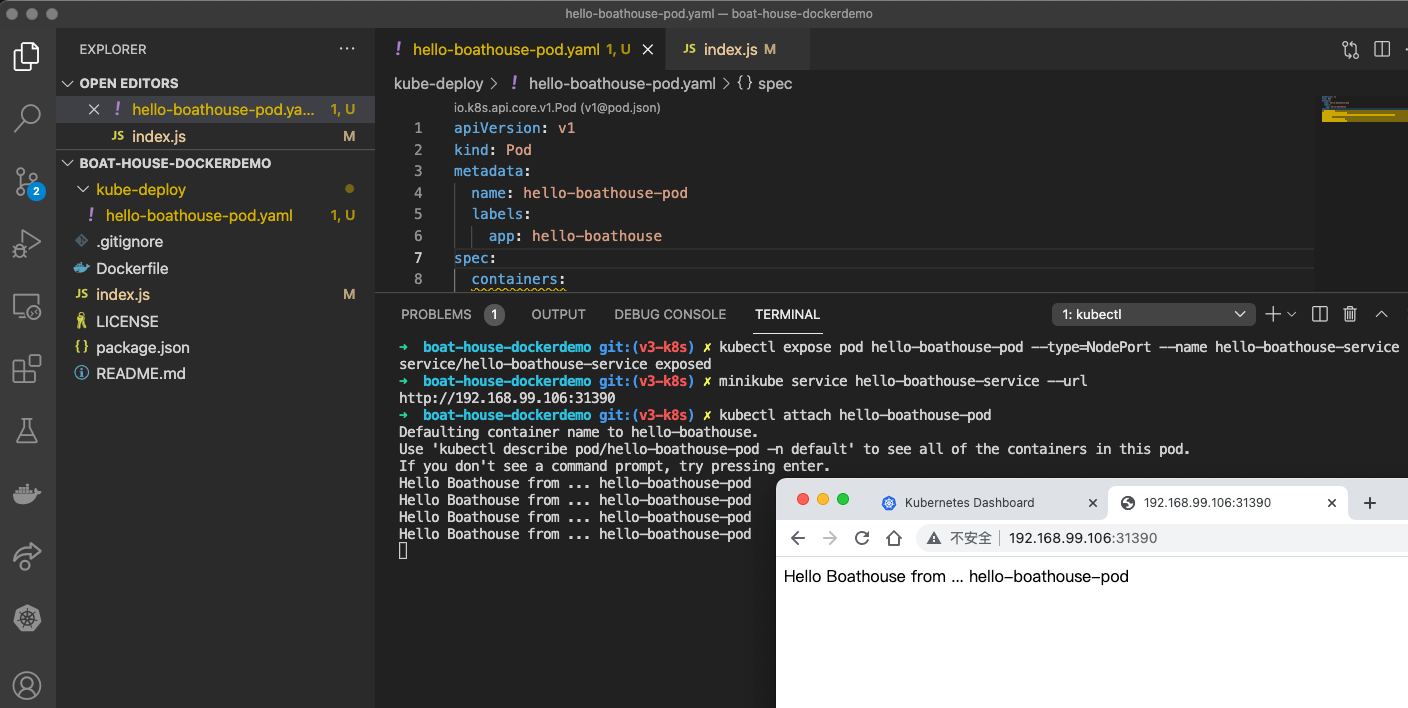 hello-boathouse-pod.yaml — boat-house-dockerdemo
EXPLORER ...
OPEN EDITORS
! hello-boathouse-pod.ya... 1, U
JS index.js M
BOAT-HOUSE-DOCKERDEMO
kube-deploy
! hello-boathouse-pod.yaml 1, U
.gitignore
Dockerfile
JS index.js M
LICENSE
{} package.json
README.md
2
! hello-boathouse-pod.yaml 1, U JS index.js M
kube-deploy > ! hello-boathouse-pod.yaml > {} spec
io.k8s.api.core.v1.Pod (v1@pod.json)
1 apiVersion: v1
2 kind: Pod
3 metadata:
4 name: hello-boathouse-pod
5 labels:
6 app: hello-boathouse
7 spec:
8 containers:
PROBLEMS 1 OUTPUT DEBUG CONSOLE TERMINAL 1: kubectl
➜ boat-house-dockerdemo git:(v3-k8s) ✗ kubectl expose pod hello-boathouse-pod --type=NodePort --name hello-boathouse-service
service/hello-boathouse-service exposed
➜ boat-house-dockerdemo git:(v3-k8s) ✗ minikube service hello-boathouse-service --url
http://192.168.99.106:31390
➜ boat-house-dockerdemo git:(v3-k8s) ✗ kubectl attach hello-boathouse-pod
Defaulting container name to hello-boathouse.
Use 'kubectl describe pod/hello-boathouse-pod -n default' to see all of the containers in this pod.
If you don't see a command prompt, try pressing enter.
Hello Boathouse from ... hello-boathouse-pod
Hello Boathouse from ... hello-boathouse-pod
Hello Boathouse from ... hello-boathouse-pod
Hello Boathouse from ... hello-boathouse-pod
Kubernetes Dashboard 192.168.99.106:31390
不安全 192.168.99.106:31390
Hello Boathouse from ... hello-boathouse-pod